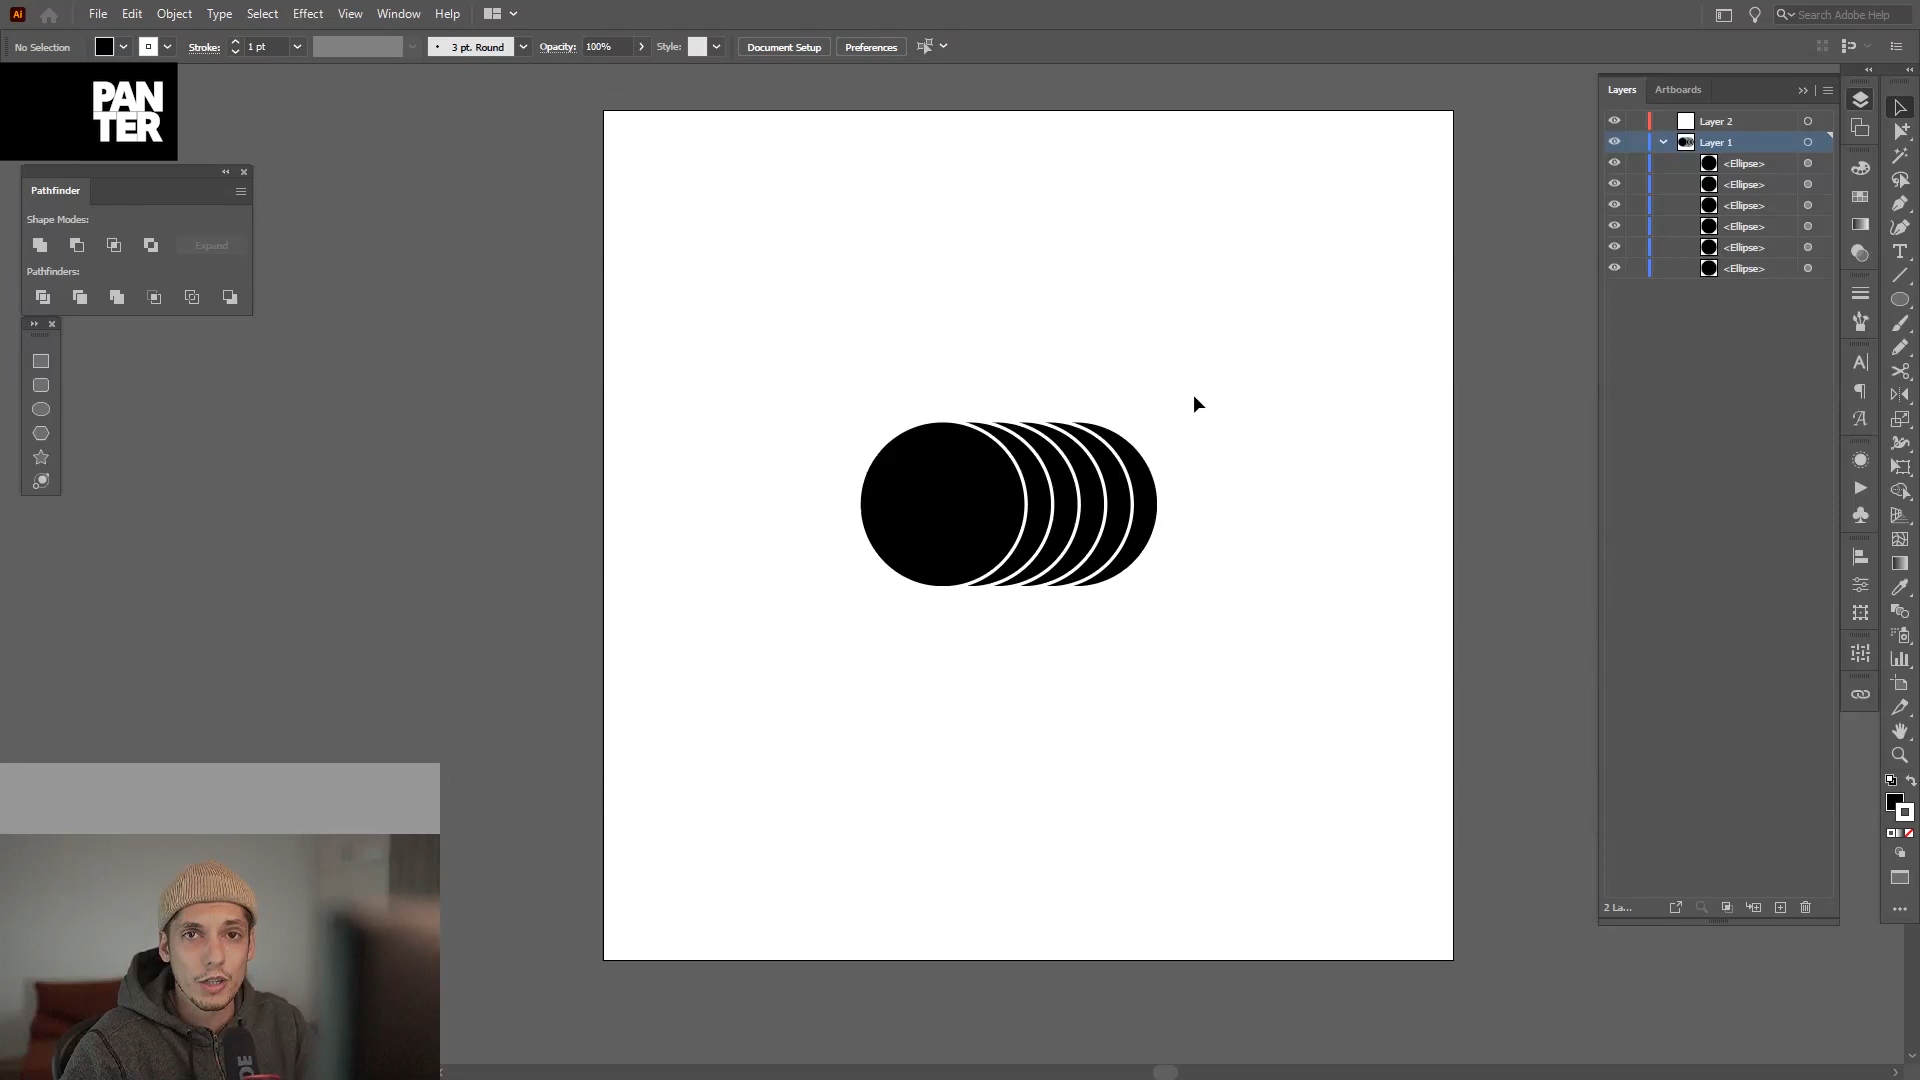 Ai File Edit Object Type Select Effect View Window Help Search Adobe Help
No Selection Stroke: 1 pt 3 pt. Round Opacity: 100% Style: Document Setup Preferences
PAN
TER
Pathfinder
Shape Modes:
Expand
Pathfinders:
Layers Artboards
Layer 2
Layer 1
<Ellipse>
<Ellipse>
<Ellipse>
<Ellipse>
<Ellipse>
<Ellipse>
2 La...